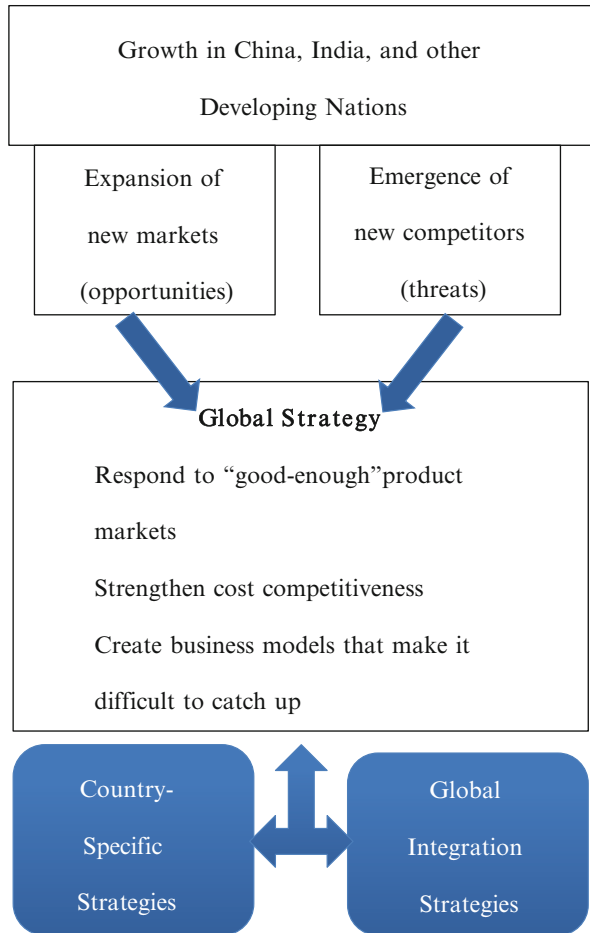 Growth in China, India, and other
Developing Nations
Expansion of
new markets
(opportunities)
Emergence of
new competitors
(threats)
Global Strategy
Respond to “good-enough”product
markets
Strengthen cost competitiveness
Create business models that make it
difficult to catch up
Country-
Specific
Strategies
Global
Integration
Strategies